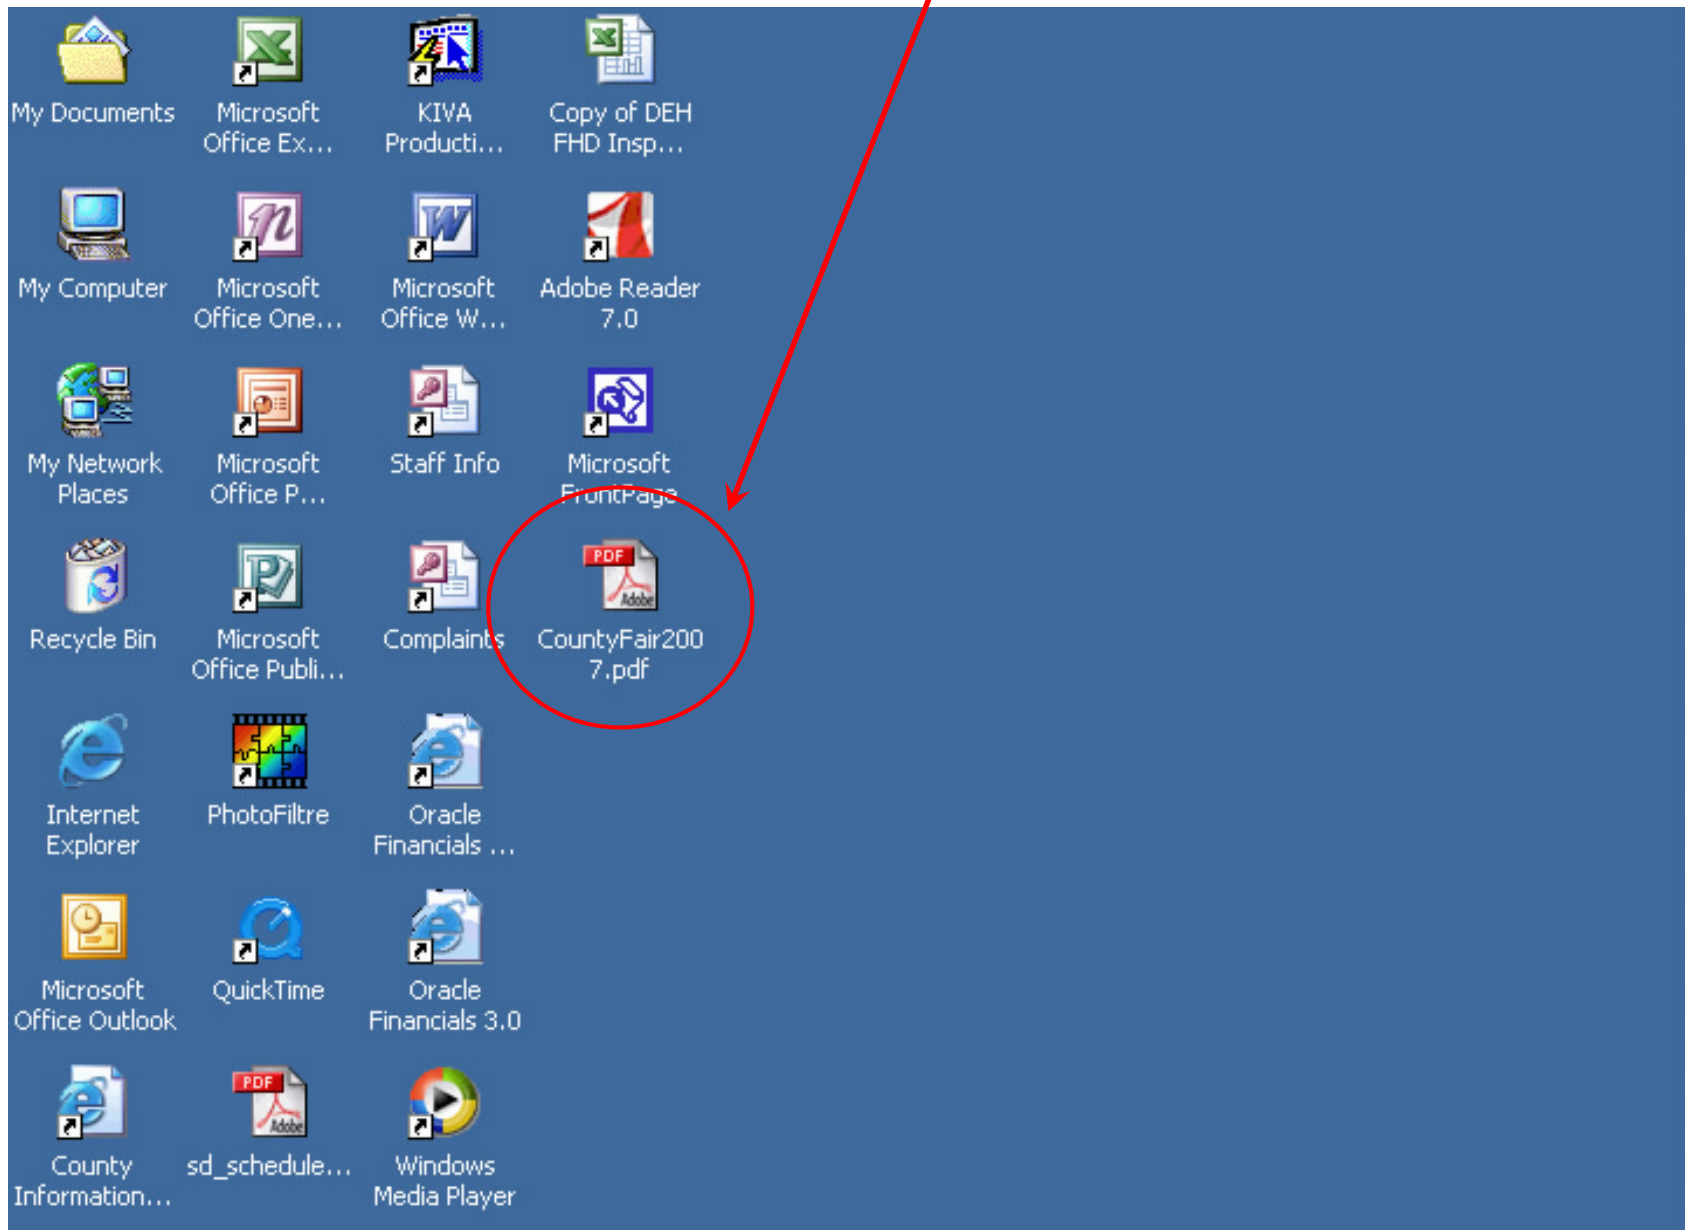 My Documents
Microsoft
Office Ex...
KIVA
Producti...
Copy of DEH
FHD Insp...
My Computer
Microsoft
Office One...
Microsoft
Office W...
Adobe Reader
7.0
My Network
Places
Microsoft
Office P...
Staff Info
Microsoft
FrontPage
Recycle Bin
Microsoft
Office Publi...
Complaints
PDF
Adobe
CountyFair200
7.pdf
Internet
Explorer
PhotoFiltre
Oracle
Financials ...
Microsoft
Office Outlook
QuickTime
Oracle
Financials 3.0
County
Information...
PDF
Adobe
sd_schedule...
Windows
Media Player